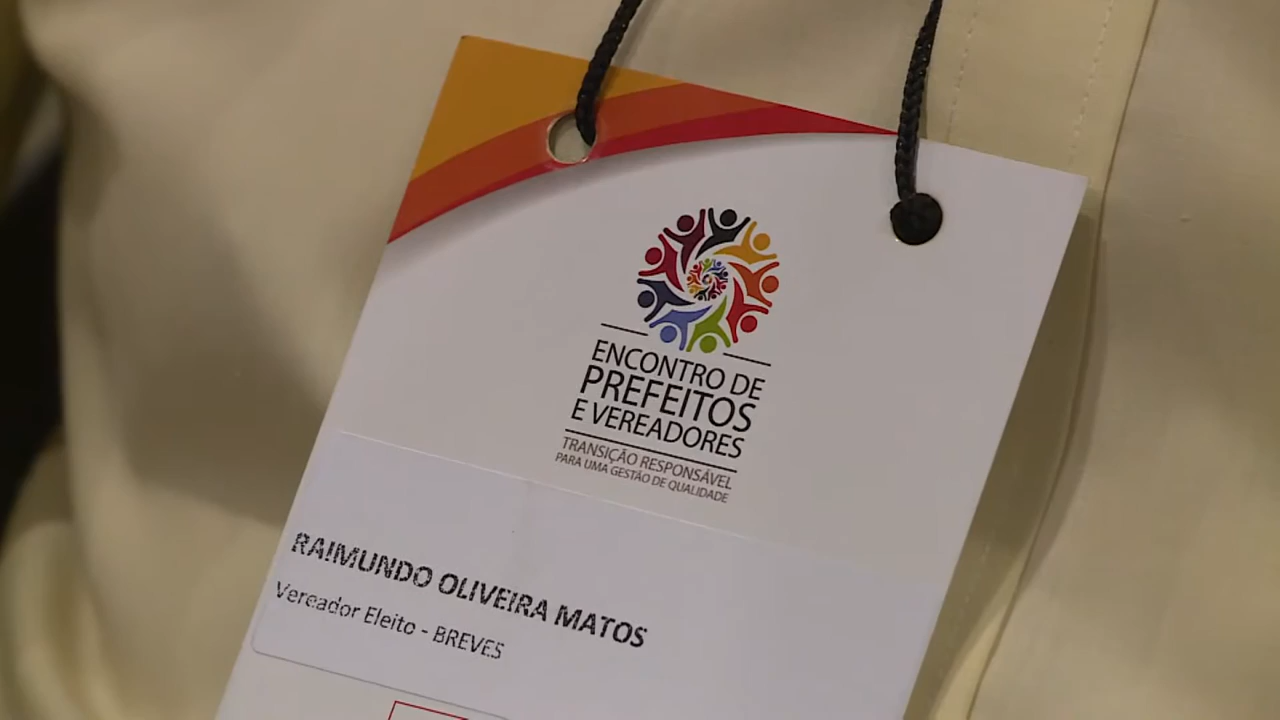 ENCONTRO DE
PREFEITOS
E VEREADORES
TRANSIÇÃO RESPONSÁVEL
PARA UMA GESTÃO DE QUALIDADE
RAIMUNDO OLIVEIRA MATOS
Vereador Eleito - BREVES